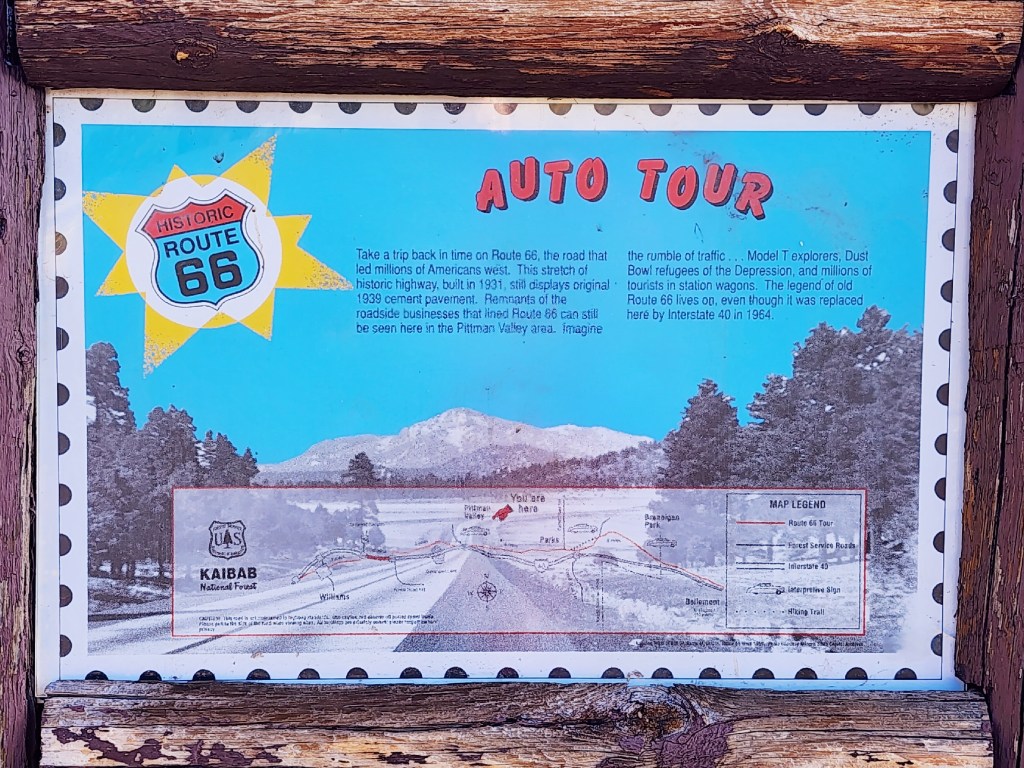 HISTORIC
ROUTE
66
AUTO TOUR
Take a trip back in time on Route 66, the road that
led millions of Americans west. This stretch of
historic highway, built in 1931, still displays original
1939 cement pavement. Remnants of the
roadside businesses that lined Route 66 can still
be seen here in the Pittman Valley area. Imagine
the rumble of traffic . . . Model T explorers, Dust
Bowl refugees of the Depression, and millions of
tourists in station wagons. The legend of old
Route 66 lives on, even though it was replaced
here by Interstate 40 in 1964.
You are
here
Pittman
Valley
Parks
Brannigan
Park
Williams
Bellemont
N
UAS
KAIBAB
National Forest
MAP LEGEND
Route 66 Tour
Forest Service Roads
Interstate 40
Interpretive Sign
Hiking Trail